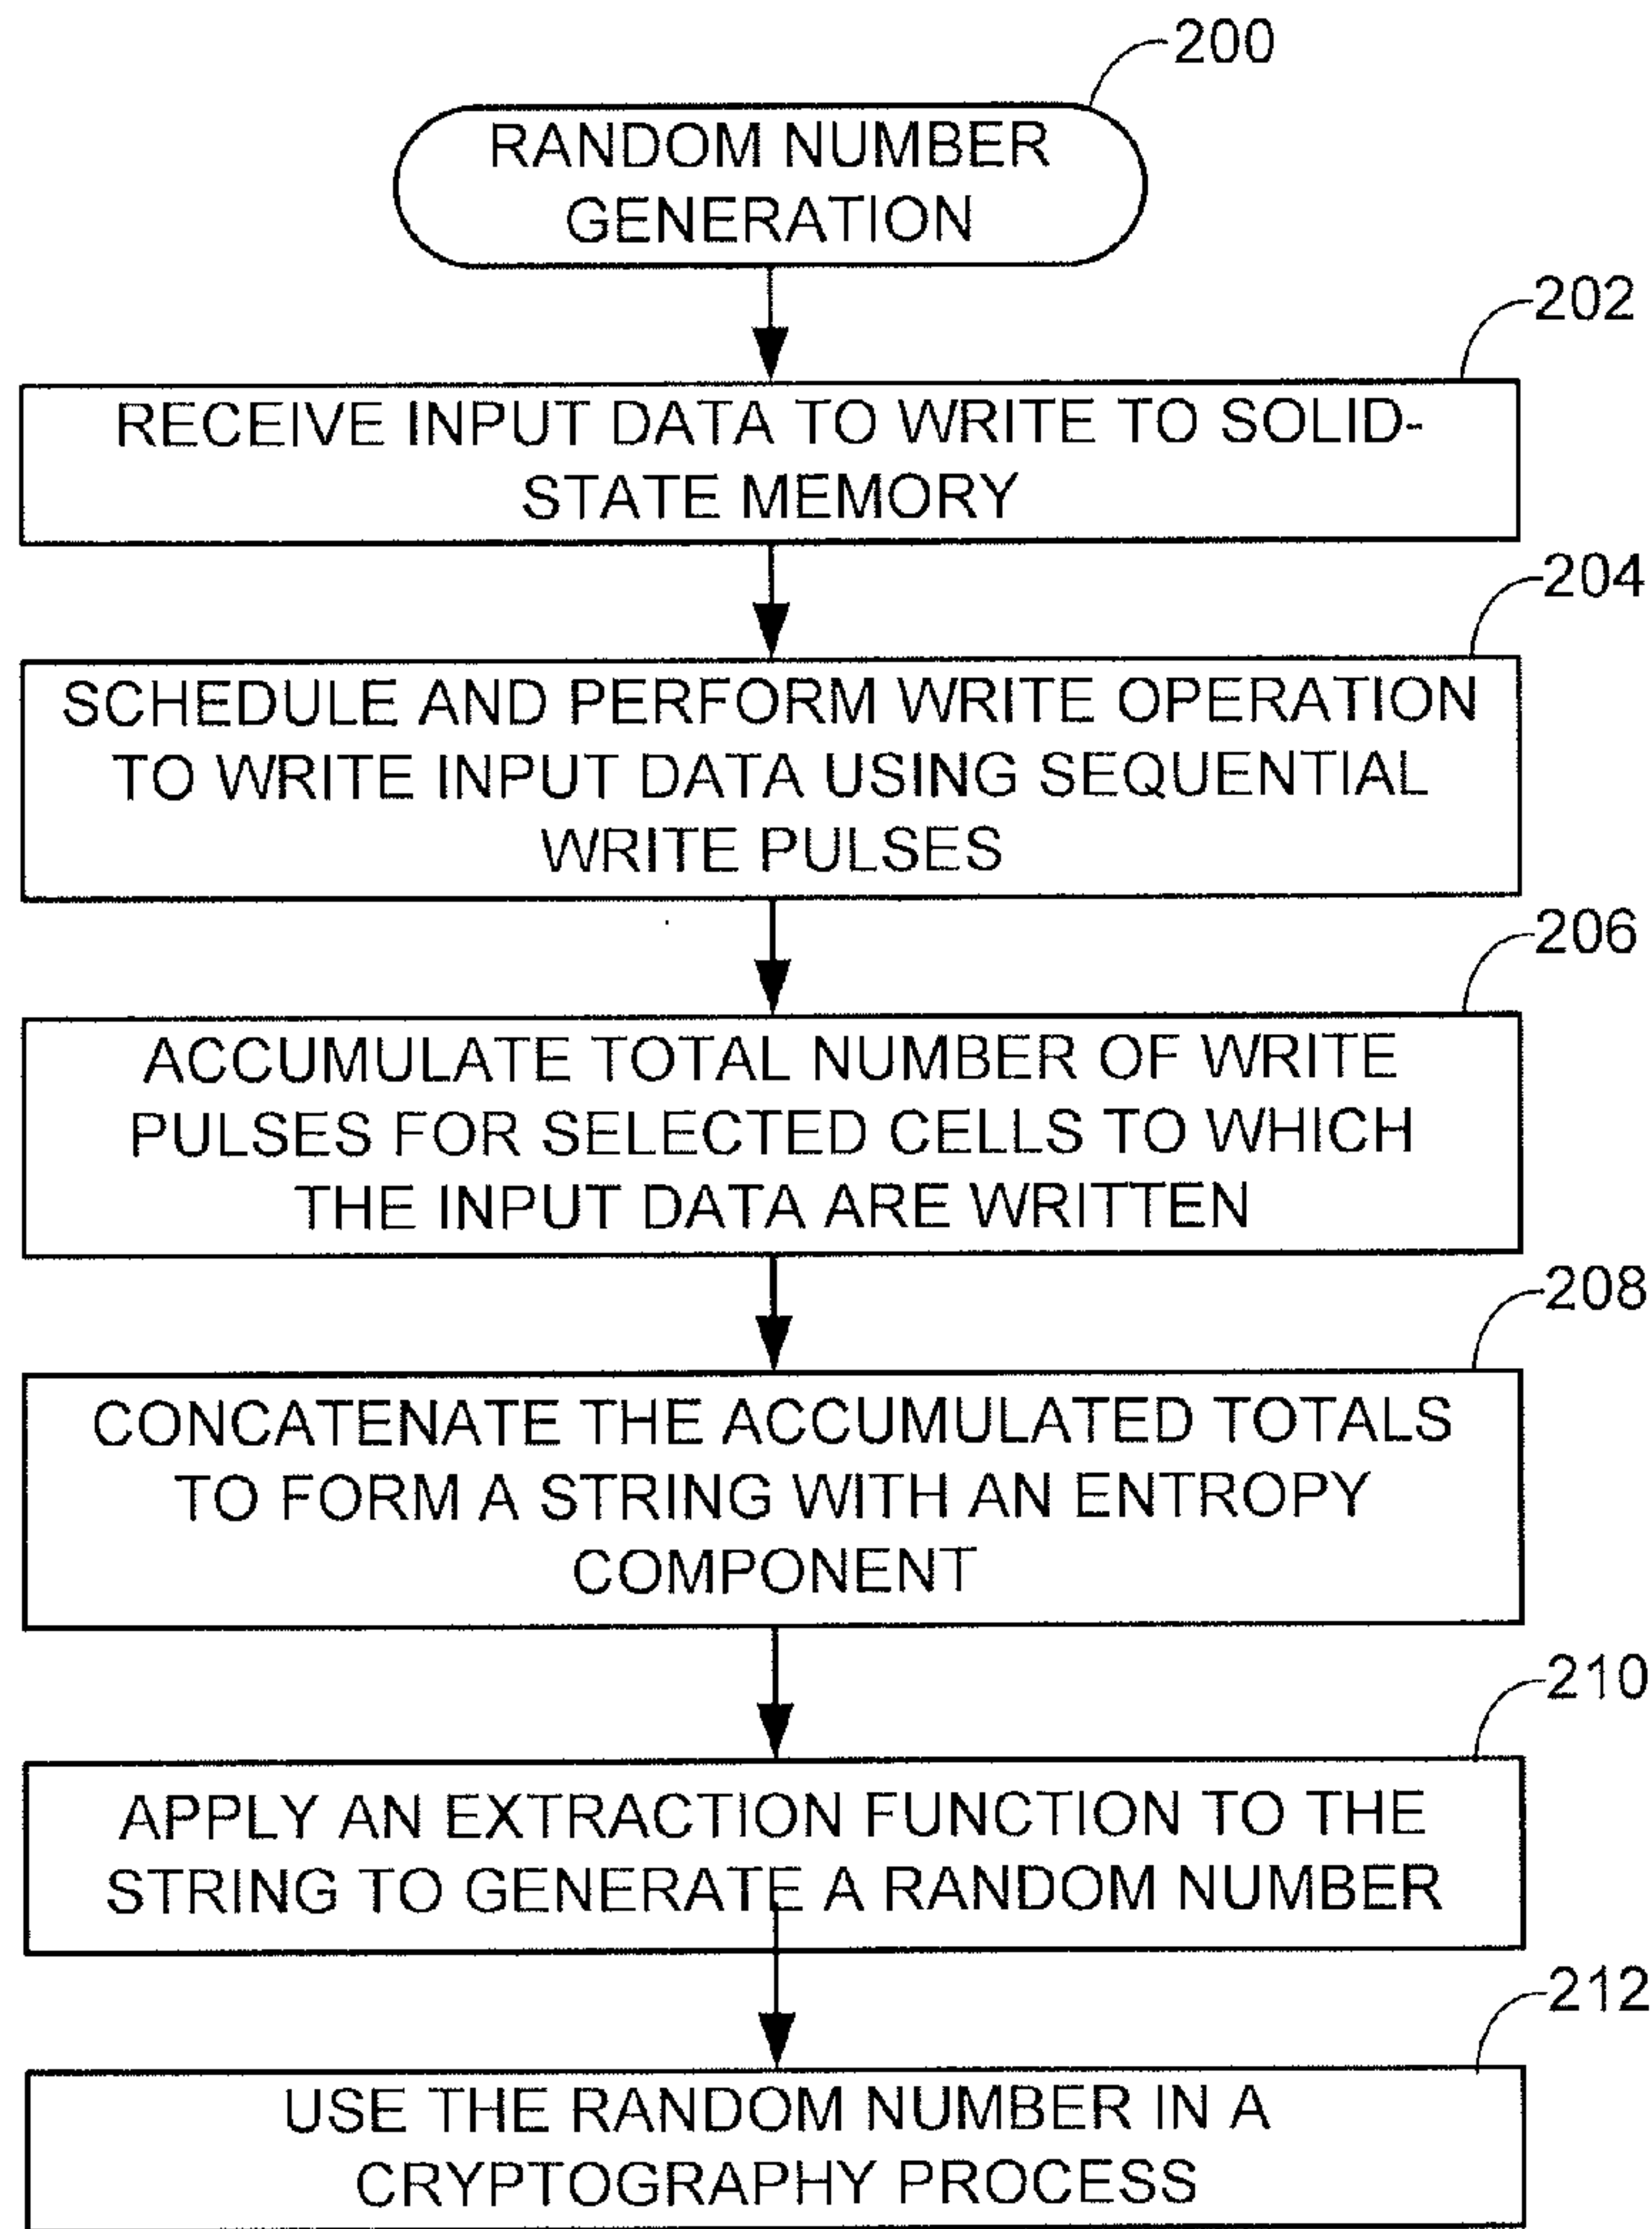 200
RANDOM NUMBER
GENERATION
202
RECEIVE INPUT DATA TO WRITE TO SOLID-
STATE MEMORY
204
SCHEDULE AND PERFORM WRITE OPERATION
TO WRITE INPUT DATA USING SEQUENTIAL
WRITE PULSES
206
ACCUMULATE TOTAL NUMBER OF WRITE
PULSES FOR SELECTED CELLS TO WHICH
THE INPUT DATA ARE WRITTEN
208
CONCATENATE THE ACCUMULATED TOTALS
TO FORM A STRING WITH AN ENTROPY
COMPONENT
210
APPLY AN EXTRACTION FUNCTION TO THE
STRING TO GENERATE A RANDOM NUMBER
212
USE THE RANDOM NUMBER IN A
CRYPTOGRAPHY PROCESS